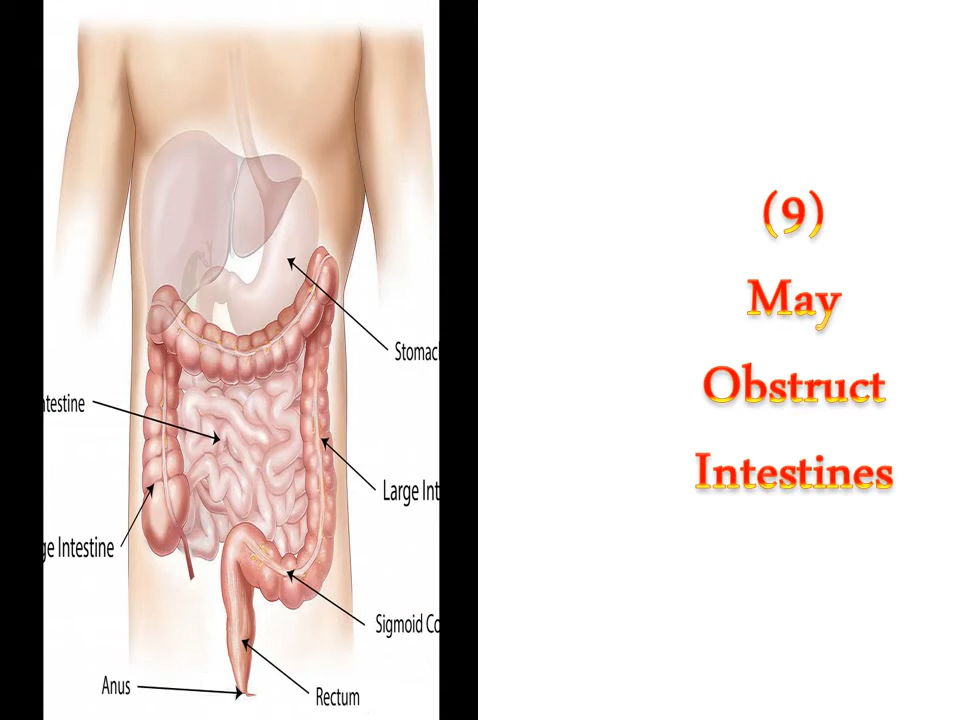 Stomac
ntestine
Large Int
ge Intestine
Sigmoid Co
Anus
Rectum
(9)
May
Obstruct
Intestines